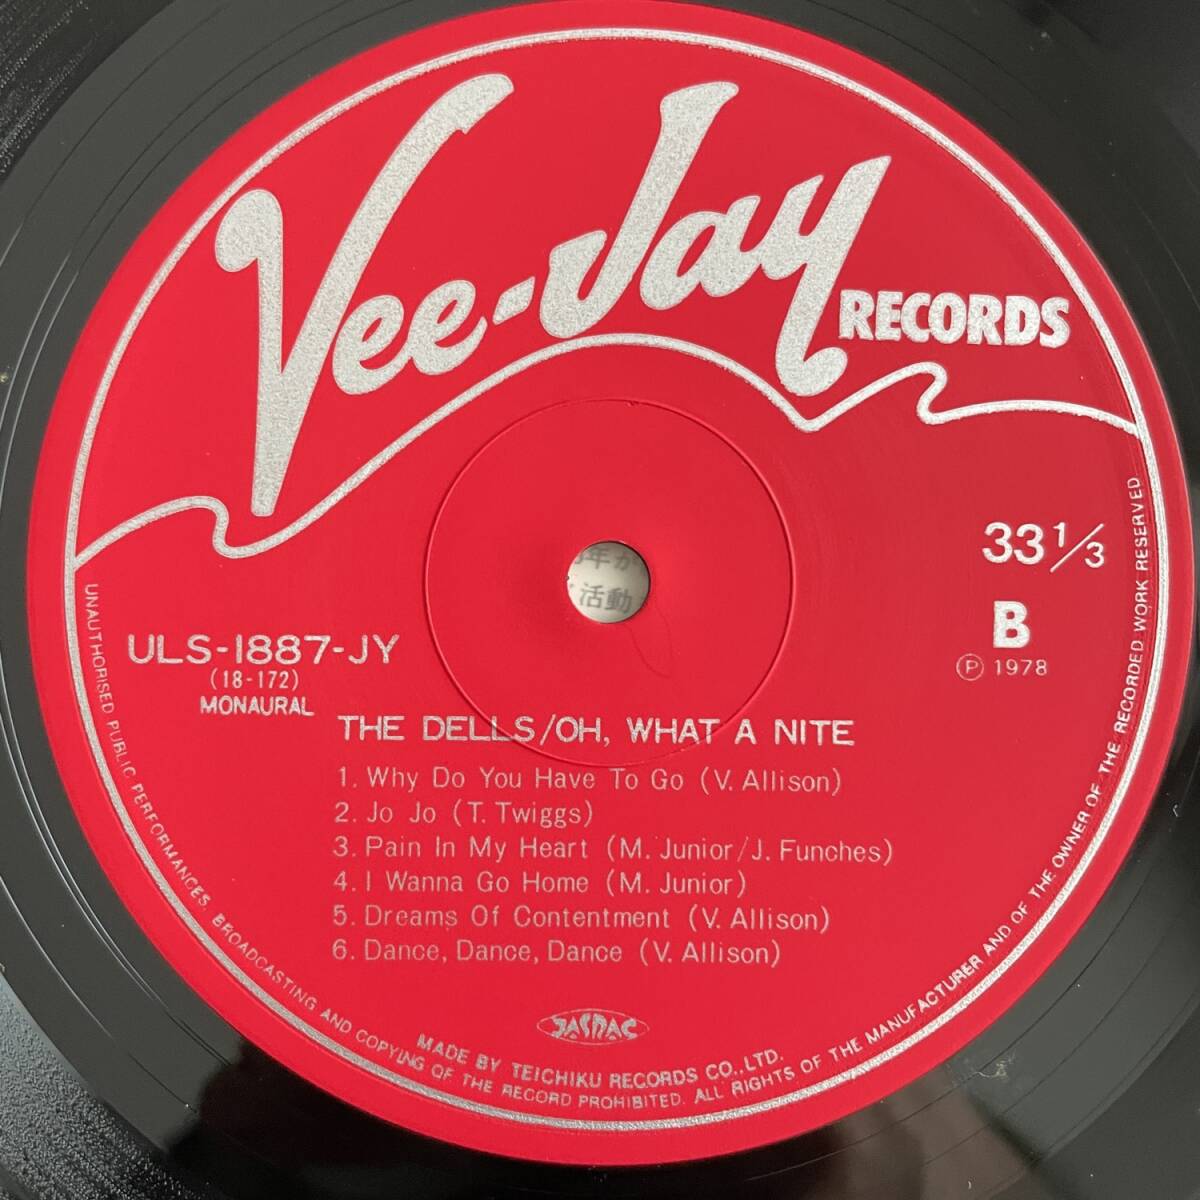 Vee-Jay
RECORDS
33 1/3
B
Ⓟ 1978
ULS-1887-JY
(18-172)
MONAURAL
THE DELLS/OH, WHAT A NITE
1. Why Do You Have To Go (V. Allison)
2. Jo Jo (T. Twiggs)
3. Pain In My Heart (M. Junior/J. Funches)
4. I Wanna Go Home (M. Junior)
5. Dreams Of Contentment (V. Allison)
6. Dance, Dance, Dance (V. Allison)
JASRAC
MADE BY TEICHIKU RECORDS CO.,LTD.
UNAUTHORISED PUBLIC PERFORMANCES, BROADCASTING AND COPYING OF THE RECORD PROHIBITED. ALL RIGHTS OF THE MANUFACTURER AND OF THE OWNER OF THE RECORDED WORK RESERVED
年か
活動